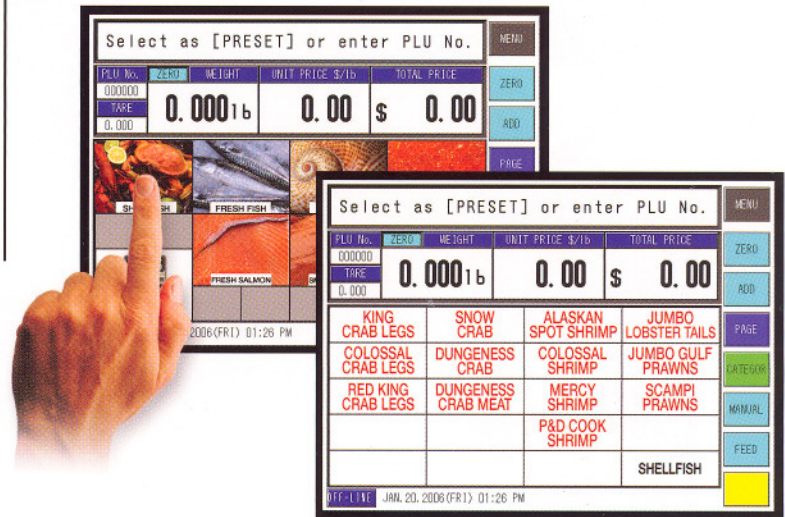 Select as [PRESET] or enter PLU No.
MENU
PLU No. ZERO WEIGHT UNIT PRICE $/lb TOTAL PRICE
000000
TARE
0.000
0.000 lb 0.00 $ 0.00
ZERO
ADD
PAGE
FRESH FISH
FRESH SALMON
2006(FRI) 01:26 PM
Select as [PRESET] or enter PLU No.
MENU
PLU No. ZERO WEIGHT UNIT PRICE $/lb TOTAL PRICE
000000
TARE
0.000
0.000 lb 0.00 $ 0.00
ZERO
ADD
PAGE
CATEGOR
MANUAL
FEED
KING
CRAB LEGS
SNOW
CRAB
ALASKAN
SPOT SHRIMP
JUMBO
LOBSTER TAILS
COLOSSAL
CRAB LEGS
DUNGENESS
CRAB
COLOSSAL
SHRIMP
JUMBO GULF
PRAWNS
RED KING
CRAB LEGS
DUNGENESS
CRAB MEAT
MERCY
SHRIMP
SCAMPI
PRAWNS
P&D COOK
SHRIMP
SHELLFISH
OFF-LINE JAN. 20. 2006(FRI) 01:26 PM